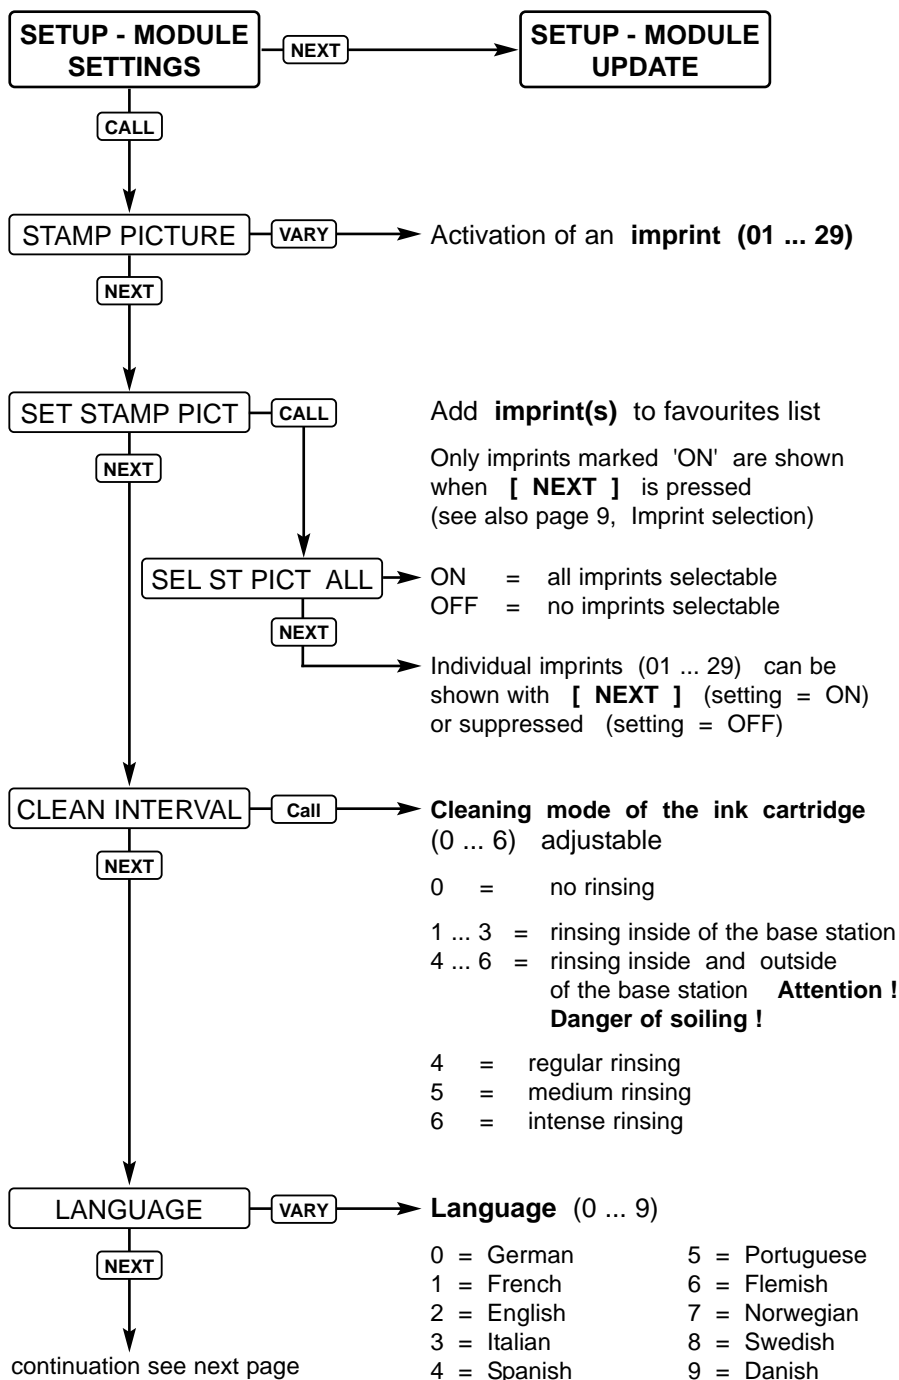 SETUP - MODULE
SETTINGS
NEXT
SETUP - MODULE
UPDATE
CALL
STAMP PICTURE
VARY
Activation of an imprint (01 ... 29)
NEXT
SET STAMP PICT
CALL
Add imprint(s) to favourites list
NEXT
Only imprints marked 'ON' are shown
when [ NEXT ] is pressed
(see also page 9, Imprint selection)
SEL ST PICT ALL
ON = all imprints selectable
OFF = no imprints selectable
NEXT
Individual imprints (01 ... 29) can be
shown with [ NEXT ] (setting = ON)
or suppressed (setting = OFF)
CLEAN INTERVAL
Call
Cleaning mode of the ink cartridge
(0 ... 6) adjustable
NEXT
0 = no rinsing
1 ... 3 = rinsing inside of the base station
4 ... 6 = rinsing inside and outside
of the base station Attention !
Danger of soiling !
4 = regular rinsing
5 = medium rinsing
6 = intense rinsing
LANGUAGE
VARY
Language (0 ... 9)
NEXT
0 = German 5 = Portuguese
1 = French 6 = Flemish
2 = English 7 = Norwegian
3 = Italian 8 = Swedish
4 = Spanish 9 = Danish
continuation see next page